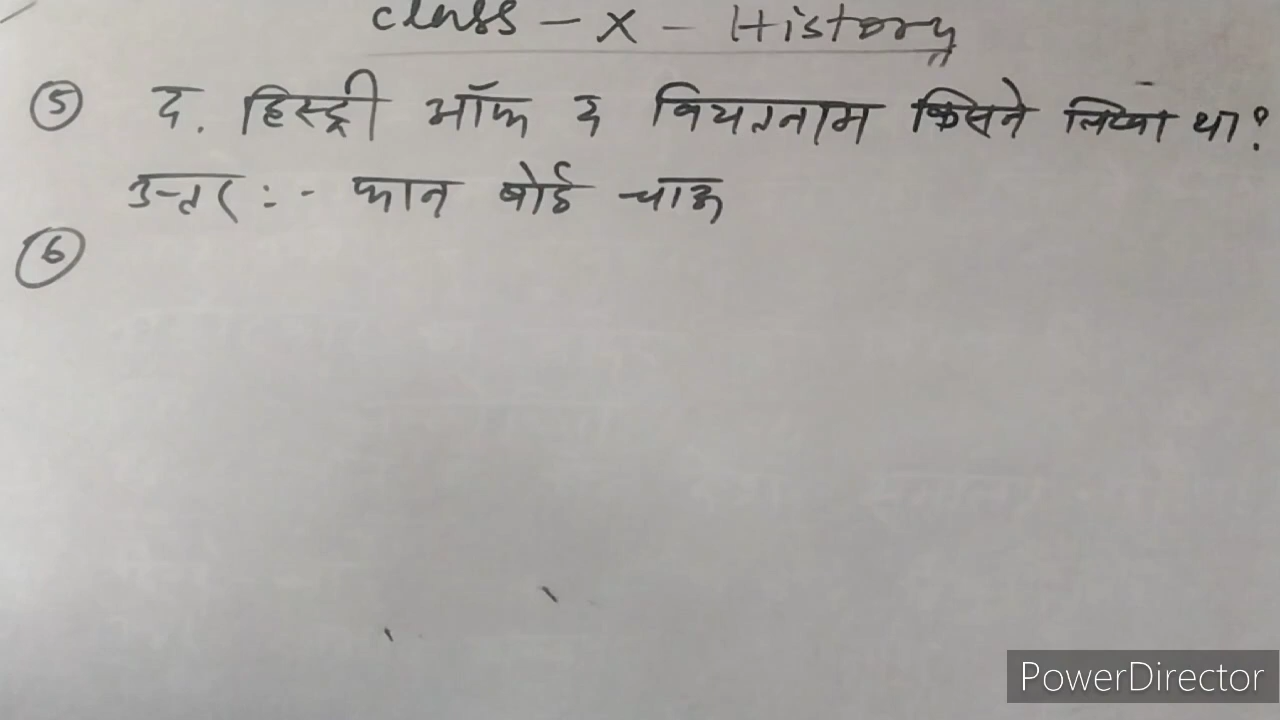 class - X - History
⑤ द. हिस्ट्री ऑफ द वियतनाम किसने लिखा था?
उत्तर :- फान बोई चाऊ
⑥
PowerDirector